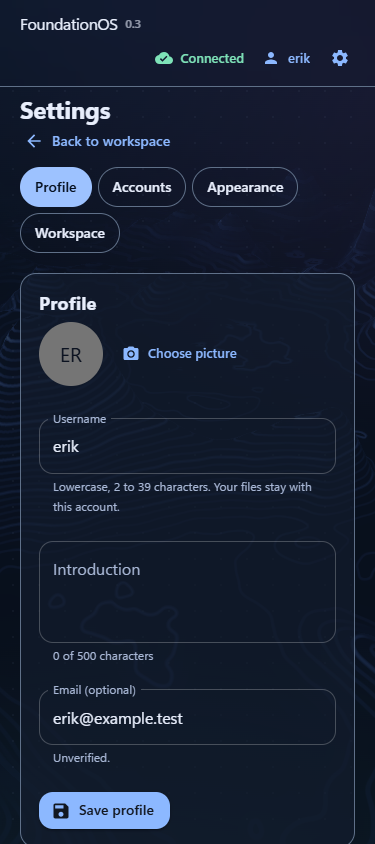 FoundationOS 0.3
Connected erik
Settings
Back to workspace
Profile Accounts Appearance
Workspace
Profile
ER Choose picture
Username
erik
Lowercase, 2 to 39 characters. Your files stay with
this account.
Introduction
0 of 500 characters
Email (optional)
erik@example.test
Unverified.
Save profile